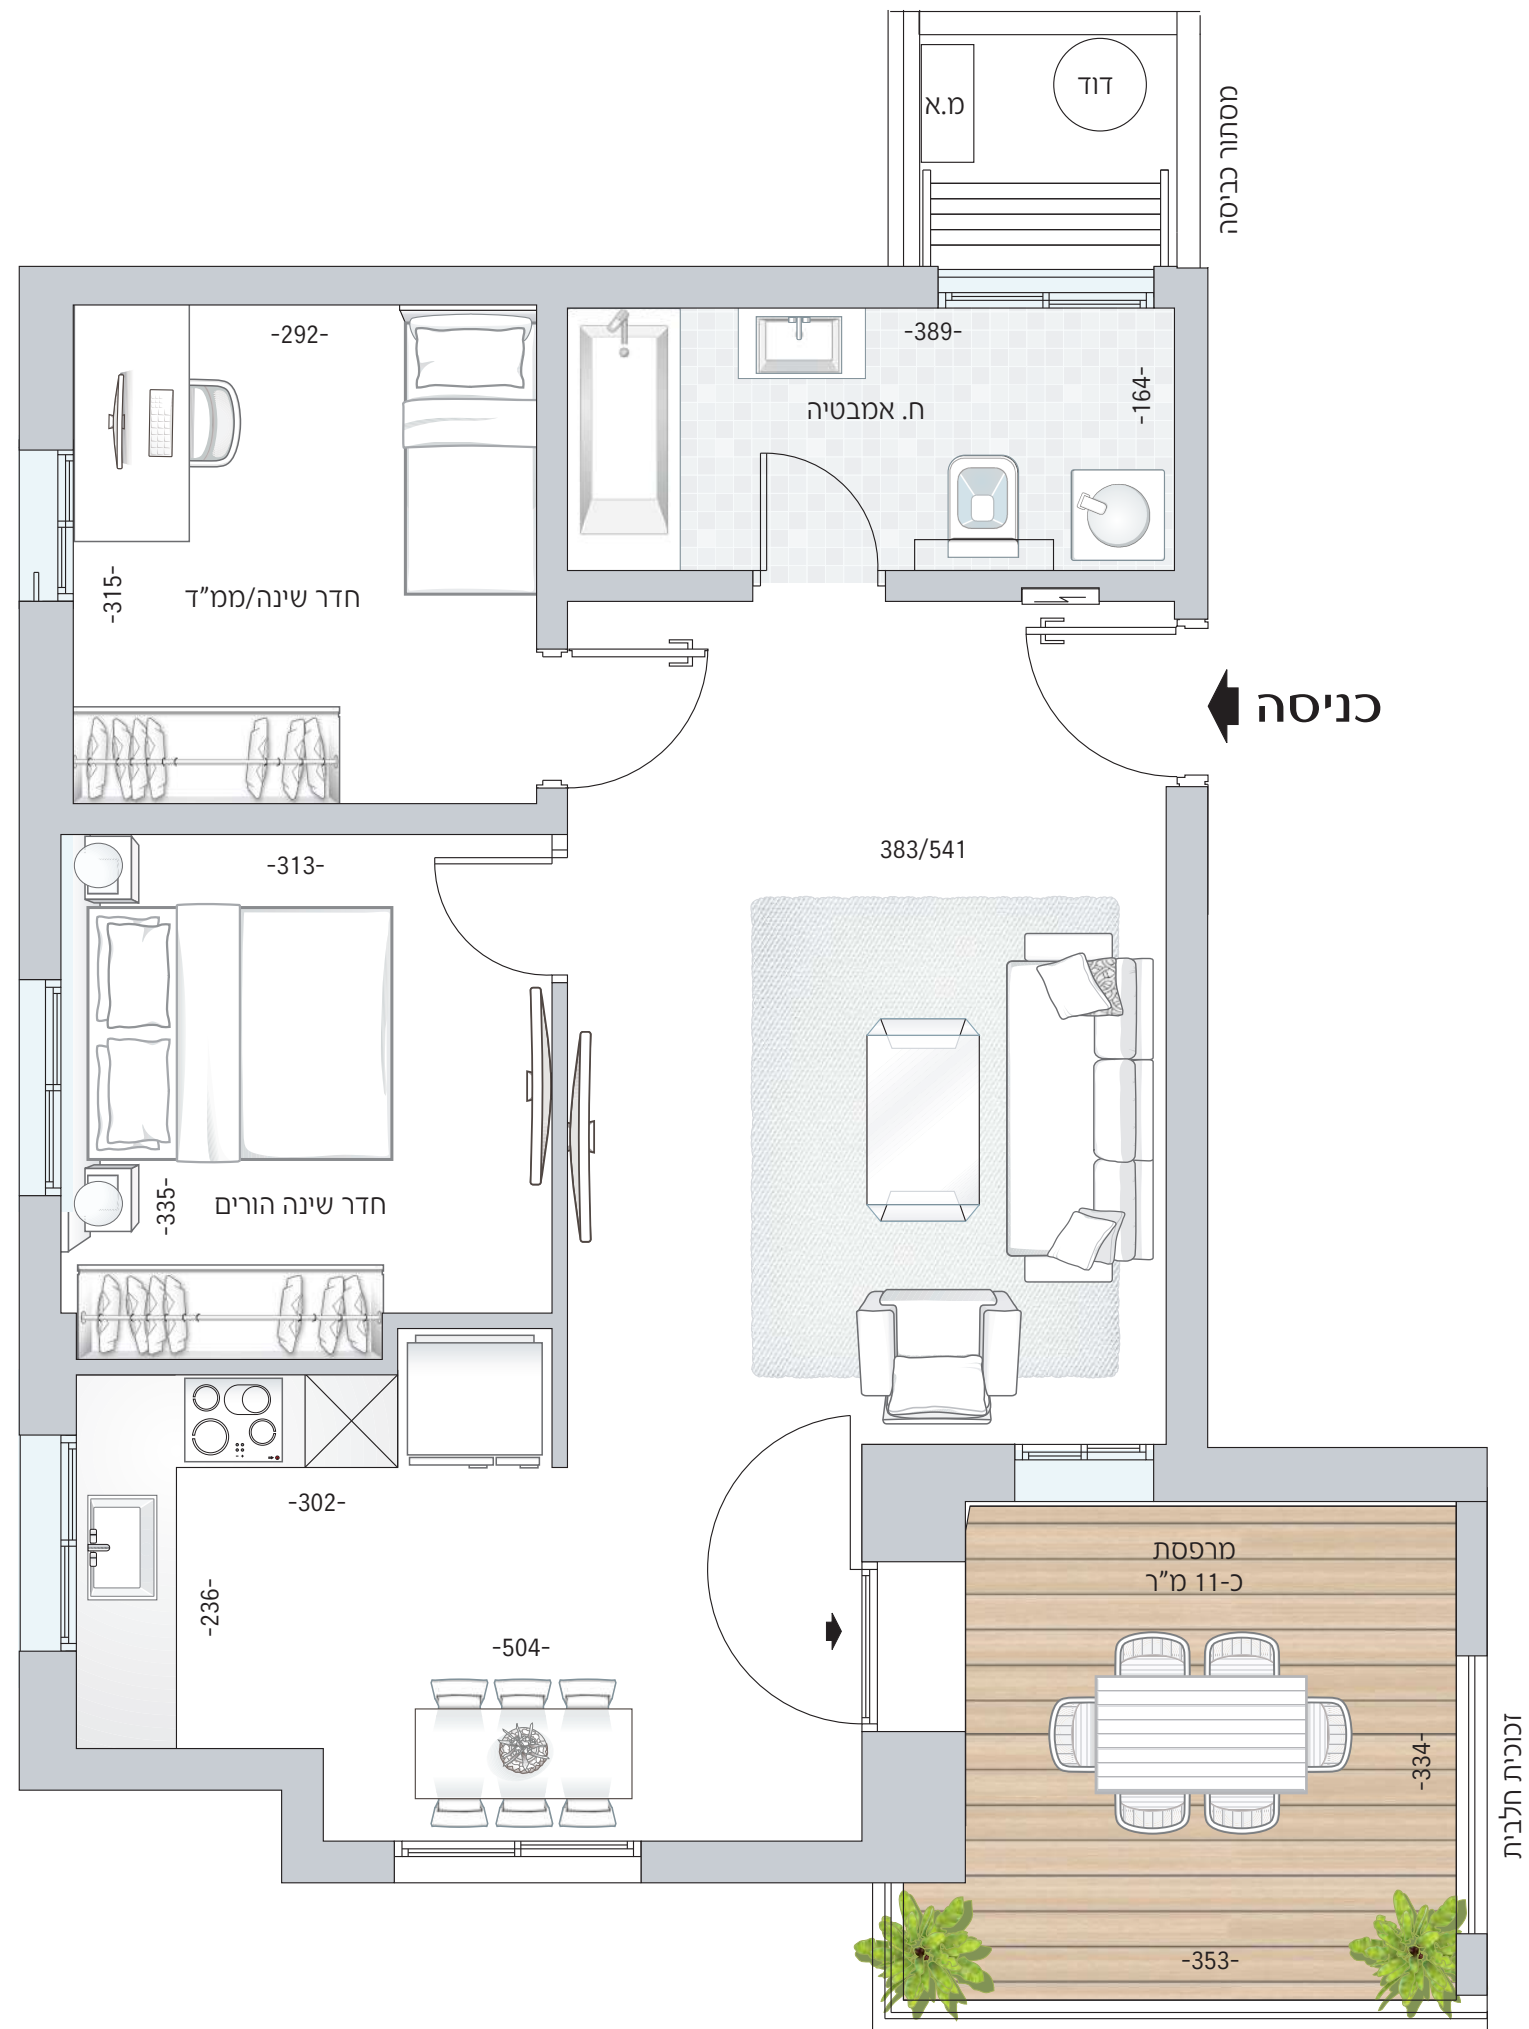 דוד
מ.א
מסתור כביסה
-292-
-389-
-164-
ח. אמבטיה
-315-
חדר שינה/ממ"ד
כניסה
383/541
-313-
-335-
חדר שינה הורים
-302-
-236-
-504-
מרפסת
כ-11 מ"ר
-334-
זכוכית חלבית
-353-